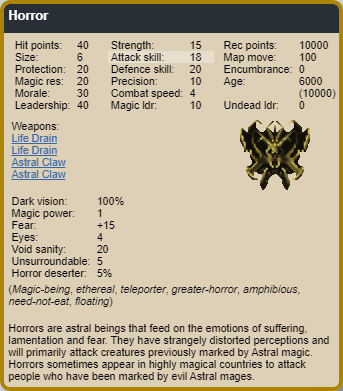 Horror
Hit points: 40 Strength: 15 Rec points: 10000
Size: 6 Attack skill: 18 Map move: 100
Protection: 20 Defence skill: 20 Encumbrance: 0
Magic res: 20 Precision: 10 Age: 6000
Morale: 30 Combat speed: 4 (10000)
Leadership: 40 Magic ldr: 10 Undead ldr: 0
Weapons:
Life Drain
Life Drain
Astral Claw
Astral Claw
Dark vision: 100%
Magic power: 1
Fear: +15
Eyes: 4
Void sanity: 20
Unsurroundable: 5
Horror deserter: 5%
(Magic-being, ethereal, teleporter, greater-horror, amphibious,
need-not-eat, floating)
Horrors are astral beings that feed on the emotions of suffering,
lamentation and fear. They have strangely distorted perceptions and
will primarily attack creatures previously marked by Astral magic.
Horrors sometimes appear in highly magical countries to attack
people who have been marked by evil Astral mages.